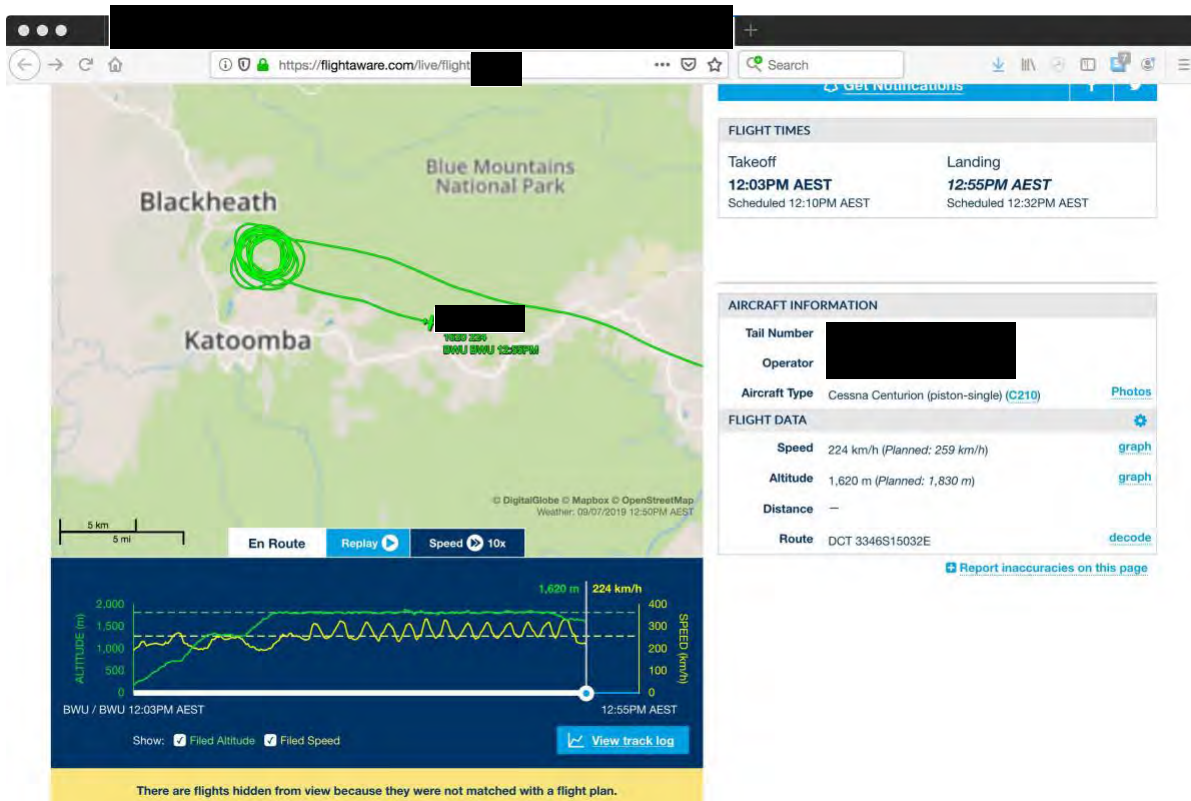 https://flightaware.com/live/flight
Search
Get Notifications
Blue Mountains
National Park
Blackheath
Katoomba
1620 224
BWU BWU 12:55PM
© DigitalGlobe © Mapbox © OpenStreetMap
Weather: 09/07/2019 12:50PM AEST
5 km
5 mi
En Route
Replay
Speed 10x
1,620 m 224 km/h
2,000
1,500
1,000
500
0
ALTITUDE (m)
400
300
200
100
0
SPEED (km/h)
BWU / BWU 12:03PM AEST
12:55PM AEST
Show: Filed Altitude Filed Speed
View track log
There are flights hidden from view because they were not matched with a flight plan.
FLIGHT TIMES
Takeoff Landing
12:03PM AEST 12:55PM AEST
Scheduled 12:10PM AEST Scheduled 12:32PM AEST
AIRCRAFT INFORMATION
Tail Number
Operator
Aircraft Type Cessna Centurion (piston-single) (C210) Photos
FLIGHT DATA
Speed 224 km/h (Planned: 259 km/h) graph
Altitude 1,620 m (Planned: 1,830 m) graph
Distance —
Route DCT 3346S15032E decode
Report inaccuracies on this page